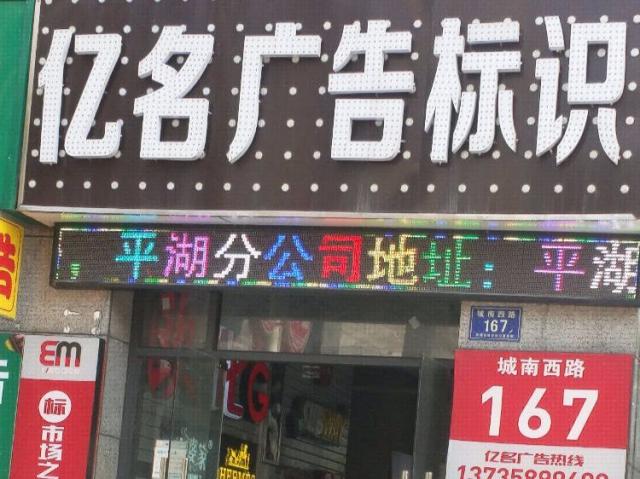 亿名广告标识
平湖分公司地址：平湖
城南西路
167
城南西路
167
亿名广告热线
EM
标
市场之